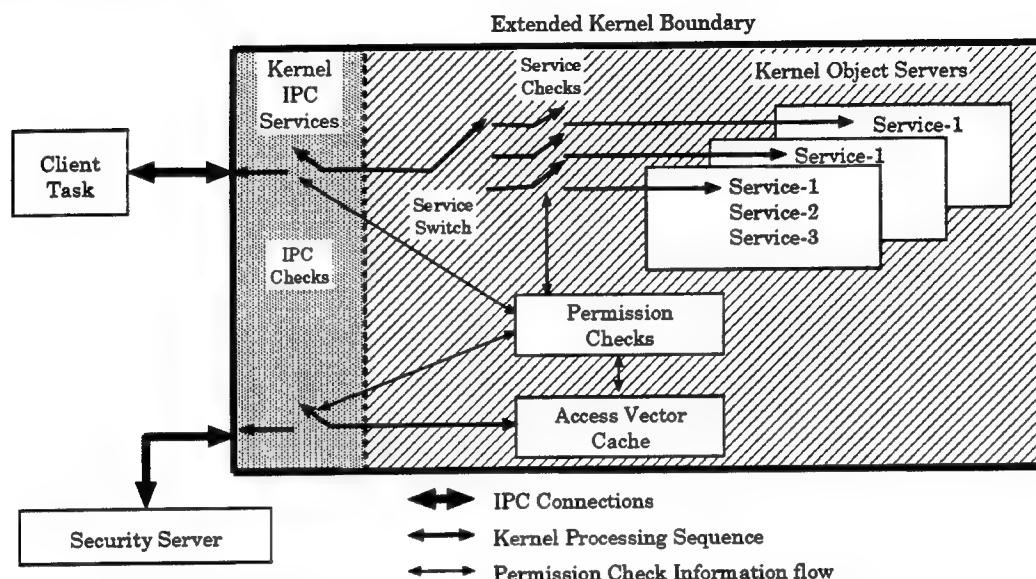 Extended Kernel Boundary
Kernel
IPC
Services
Service
Checks
Kernel Object Servers
Service-1
Service-1
Service-1
Service-2
Service-3
Client
Task
Service
Switch
IPC
Checks
Permission
Checks
Access Vector
Cache
Security Server
IPC Connections
Kernel Processing Sequence
Permission Check Information flow